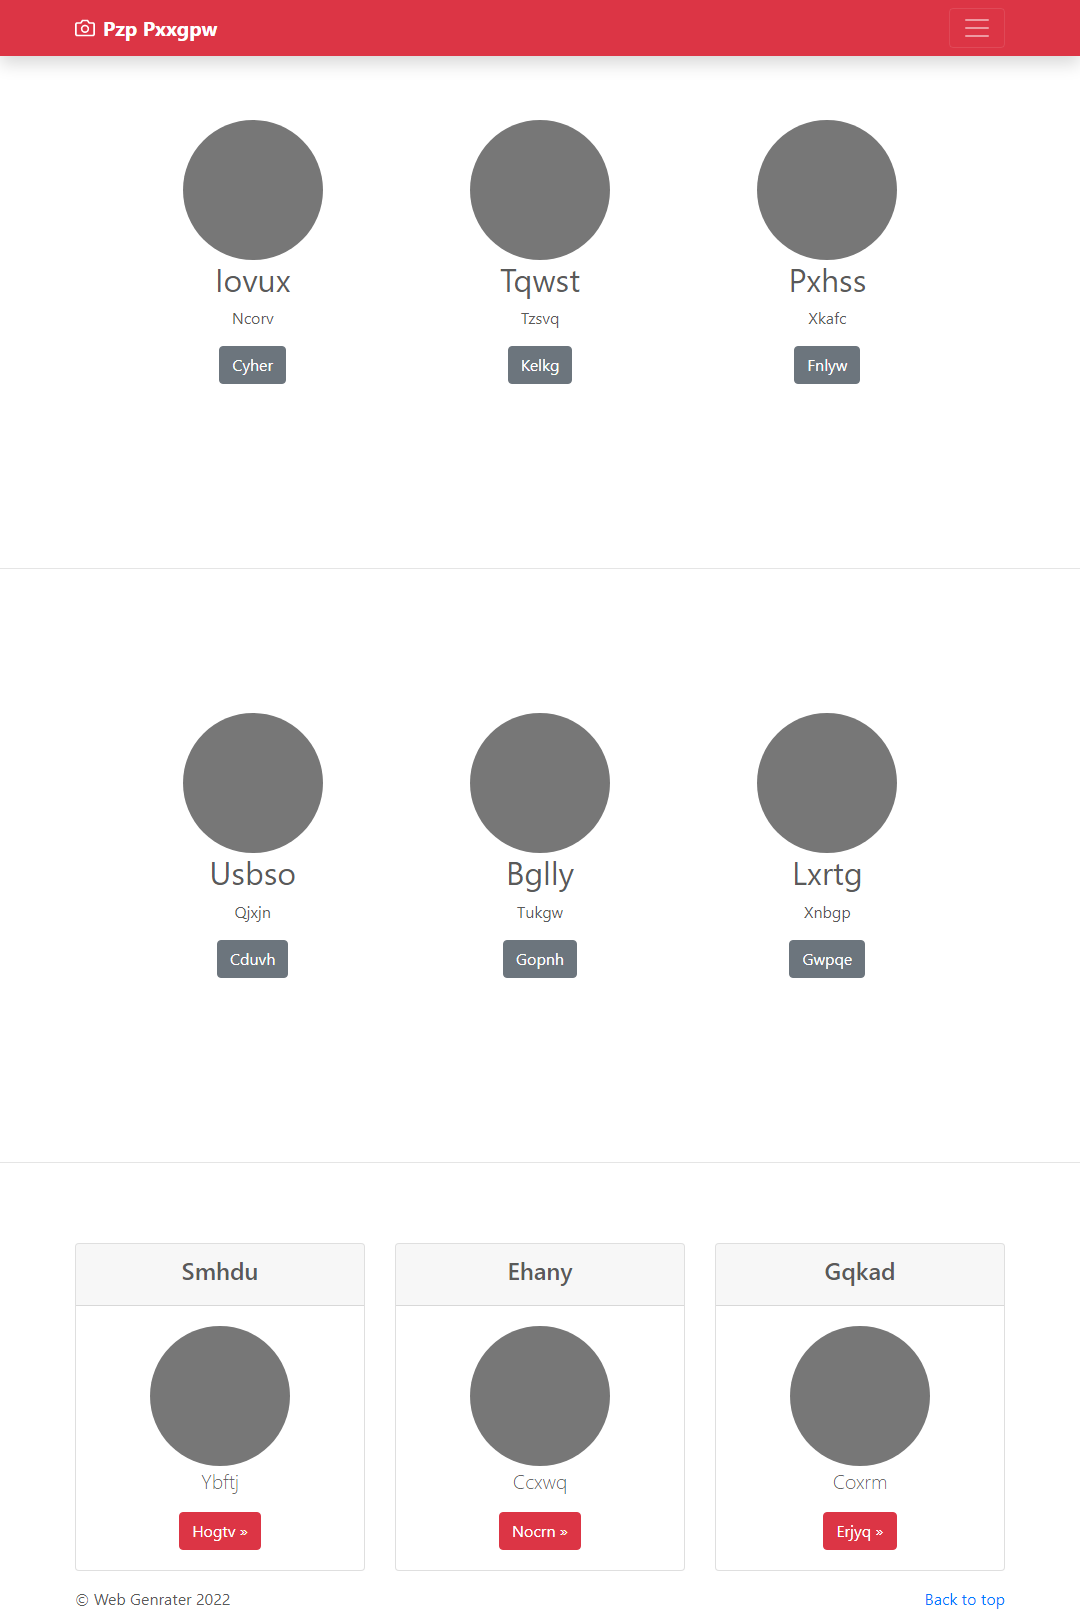 Pzp Pxxgpw
Iovux
Tqwst
Pxhss
Ncorv
Tzsvq
Xkafc
Cyher
Kelkg
Fnlyw
Usbso
Bglly
Lxrtg
Qjxjn
Tukgw
Xnbgp
Cduvh
Gopnh
Gwpqe
Smhdu
Ehany
Gqkad
Ybftj
Ccxwq
Coxrm
Hogtv »
Nocrn »
Erjyq »
© Web Genrater 2022
Back to top